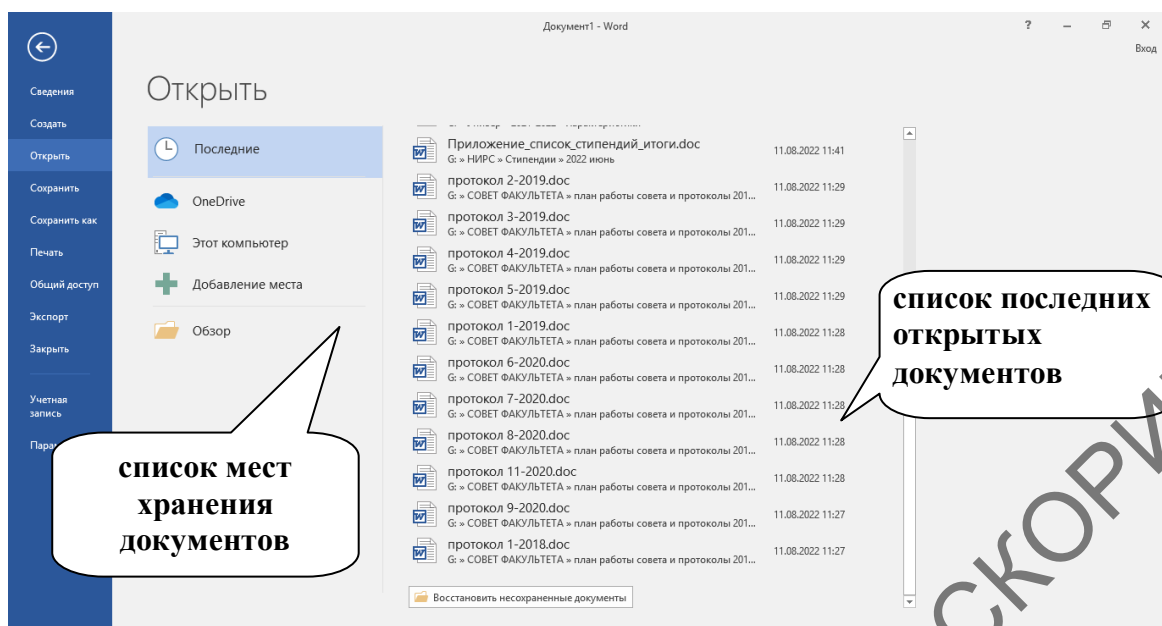 Документ1 - Word
?
Вход
Сведения
Создать
Открыть
Сохранить
Сохранить как
Печать
Общий доступ
Экспорт
Закрыть
Учетная
запись
Открыть
Последние
OneDrive
Этот компьютер
Добавление места
Обзор
Приложение_список_стипендий_итоги.doc 11.08.2022 11:41
G: » НИРС » Стипендии » 2022 июнь
протокол 2-2019.doc 11.08.2022 11:29
G: » СОВЕТ ФАКУЛЬТЕТА » план работы совета и протоколы 201...
протокол 3-2019.doc 11.08.2022 11:29
G: » СОВЕТ ФАКУЛЬТЕТА » план работы совета и протоколы 201...
протокол 4-2019.doc 11.08.2022 11:29
G: » СОВЕТ ФАКУЛЬТЕТА » план работы совета и протоколы 201...
протокол 5-2019.doc 11.08.2022 11:29
G: » СОВЕТ ФАКУЛЬТЕТА » план работы совета и протоколы 201...
протокол 1-2019.doc 11.08.2022 11:28
G: » СОВЕТ ФАКУЛЬТЕТА » план работы совета и протоколы 201...
протокол 6-2020.doc 11.08.2022 11:28
G: » СОВЕТ ФАКУЛЬТЕТА » план работы совета и протоколы 201...
протокол 7-2020.doc 11.08.2022 11:28
G: » СОВЕТ ФАКУЛЬТЕТА » план работы совета и протоколы 201...
протокол 8-2020.doc 11.08.2022 11:28
G: » СОВЕТ ФАКУЛЬТЕТА » план работы совета и протоколы 201...
протокол 11-2020.doc 11.08.2022 11:28
G: » СОВЕТ ФАКУЛЬТЕТА » план работы совета и протоколы 201...
протокол 9-2020.doc 11.08.2022 11:27
G: » СОВЕТ ФАКУЛЬТЕТА » план работы совета и протоколы 201...
протокол 1-2018.doc 11.08.2022 11:27
G: » СОВЕТ ФАКУЛЬТЕТА » план работы совета и протоколы 201...
Восстановить несохраненные документы
список мест
хранения
документов
список последних
открытых
документов